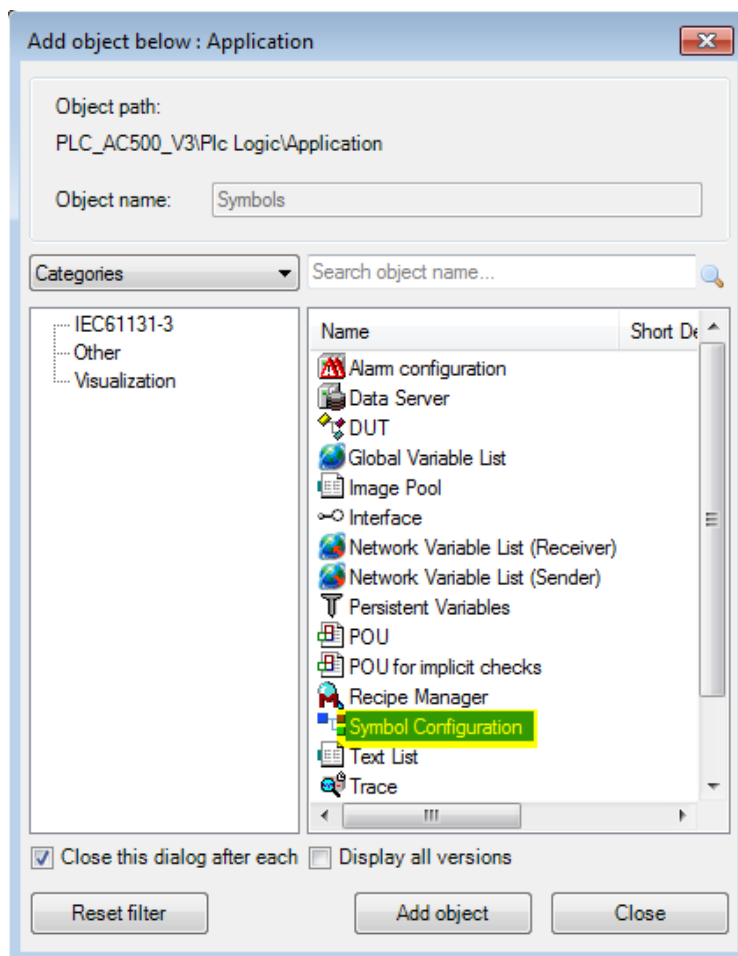 Add object below : Application
Object path:
PLC_AC500_V3\Plc Logic\Application
Object name: Symbols
Categories
Search object name...
IEC61131-3
Other
Visualization
Name Short De
Alarm configuration
Data Server
DUT
Global Variable List
Image Pool
Interface
Network Variable List (Receiver)
Network Variable List (Sender)
Persistent Variables
POU
POU for implicit checks
Recipe Manager
Symbol Configuration
Text List
Trace
Close this dialog after each Display all versions
Reset filter Add object Close